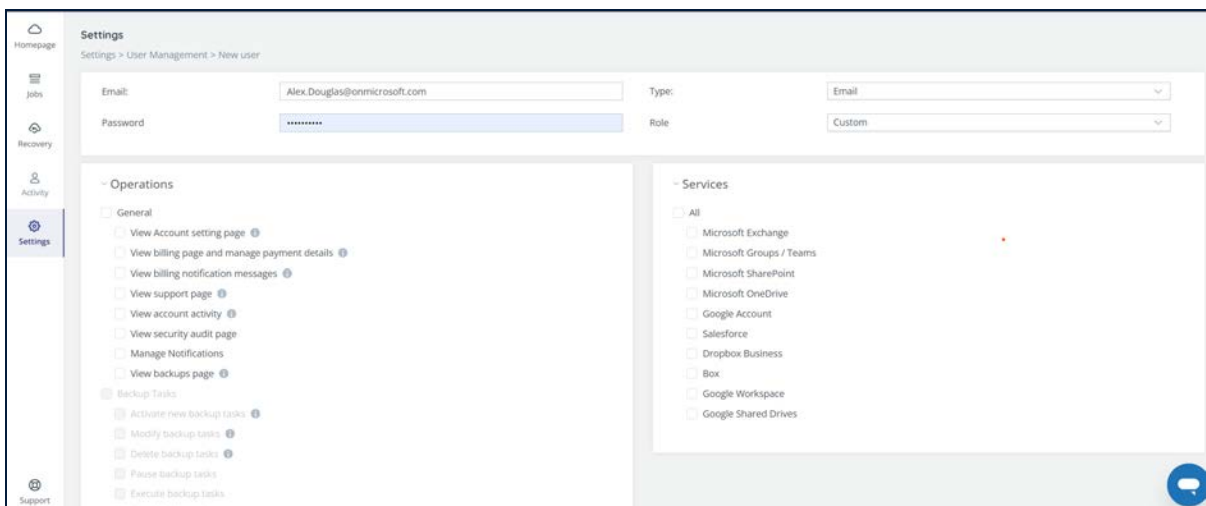 Homepage
Jobs
Recovery
Activity
Settings
Support
Settings
Settings > User Management > New user
Email: Alex.Douglas@onmicrosoft.com Type: Email
Password •••••••••• Role Custom
Operations
General
View Account setting page
View billing page and manage payment details
View billing notification messages
View support page
View account activity
View security audit page
Manage Notifications
View backups page
Backup Tasks
Activate new backup tasks
Modify backup tasks
Delete backup tasks
Pause backup tasks
Execute backup tasks
Services
All
Microsoft Exchange
Microsoft Groups / Teams
Microsoft SharePoint
Microsoft OneDrive
Google Account
Salesforce
Dropbox Business
Box
Google Workspace
Google Shared Drives